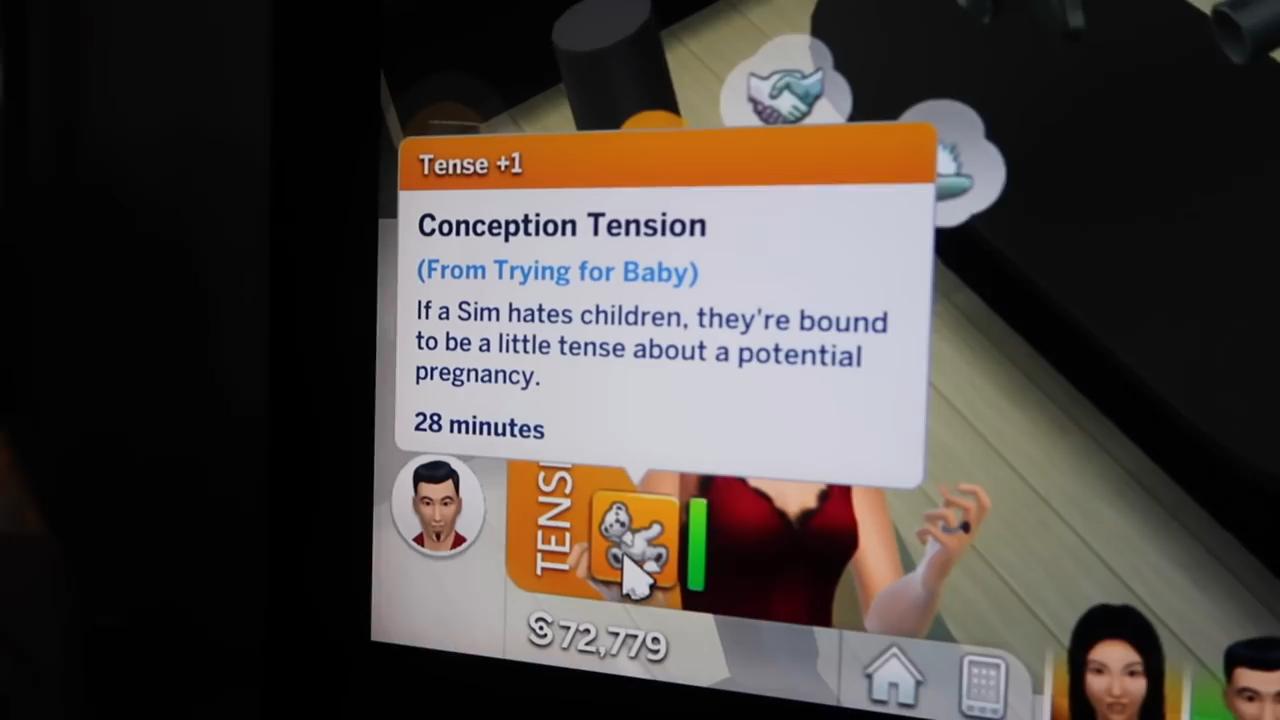 Tense +1
Conception Tension
(From Trying for Baby)
If a Sim hates children, they're bound
to be a little tense about a potential
pregnancy.
28 minutes
TENS
72,779